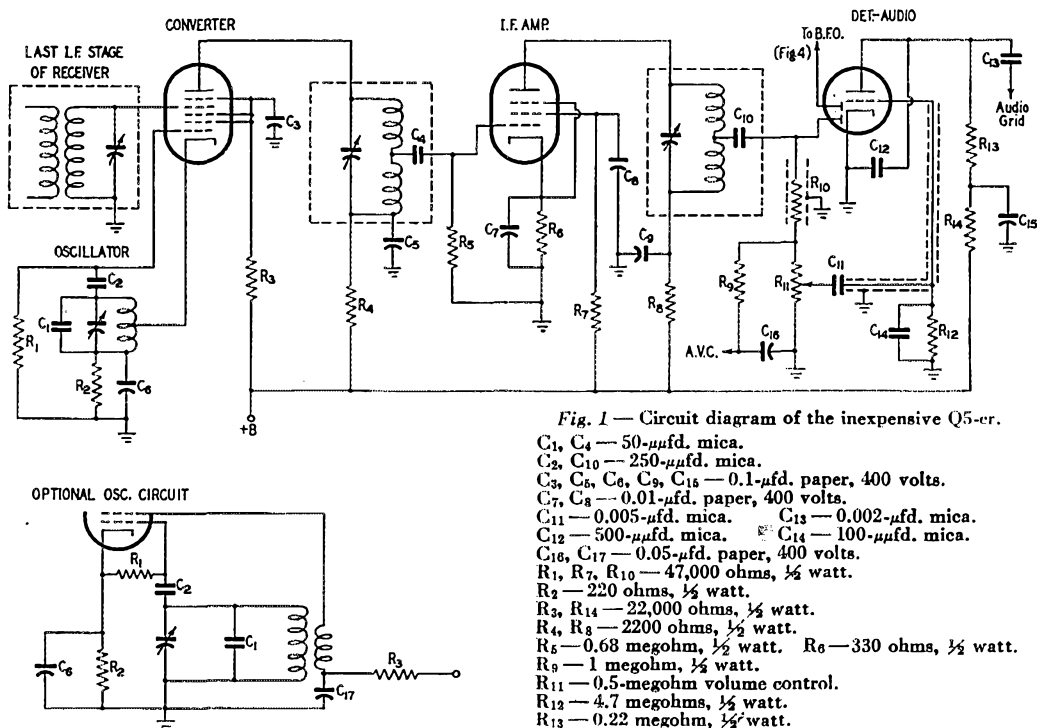 CONVERTER
I.F. AMP.
DET.-AUDIO
LAST I.F. STAGE
OF RECEIVER
To B.F.O.
(Fig 4)
C13
Audio
Grid
C3
C4
C10
C12
R13
C8
R10
OSCILLATOR
C5
R5
C7
R6
C9
R14
C15
C2
R3
R4
R7
R8
R9
R11
C11
C1
R1
R2
C6
A.V.C.
C16
C14
R12
+B
OPTIONAL OSC. CIRCUIT
R1
C2
C1
C6
R2
C17
R3
Fig. 1 — Circuit diagram of the inexpensive Q5-er.
C1, C4 — 50-μμfd. mica.
C2, C10 — 250-μμfd. mica.
C3, C5, C6, C9, C15 — 0.1-μfd. paper, 400 volts.
C7, C8 — 0.01-μfd. paper, 400 volts.
C11 — 0.005-μfd. mica. C13 — 0.002-μfd. mica.
C12 — 500-μμfd. mica. C14 — 100-μμfd. mica.
C16, C17 — 0.05-μfd. paper, 400 volts.
R1, R7, R10 — 47,000 ohms, ½ watt.
R2 — 220 ohms, ½ watt.
R3, R14 — 22,000 ohms, ½ watt.
R4, R8 — 2200 ohms, ½ watt.
R5 — 0.68 megohm, ½ watt. R6 — 330 ohms, ½ watt.
R9 — 1 megohm, ½ watt.
R11 — 0.5-megohm volume control.
R12 — 4.7 megohms, ½ watt.
R13 — 0.22 megohm, ½ watt.